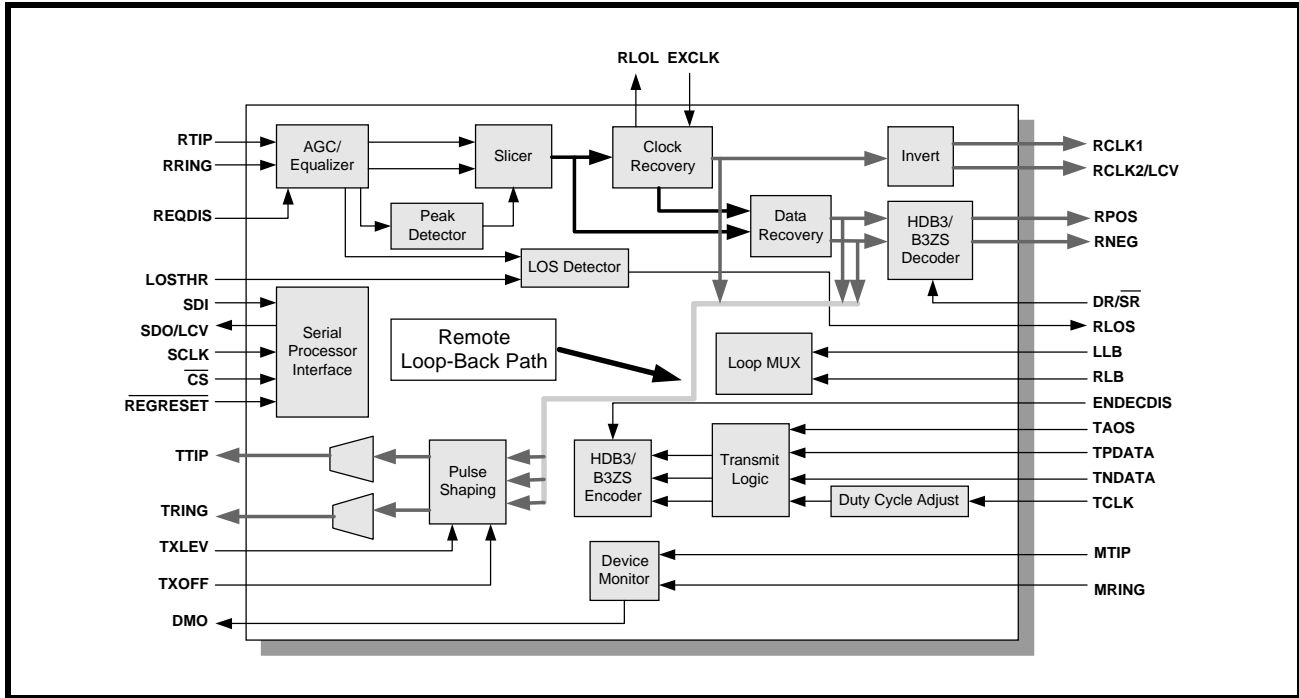 RLOL EXCLK
RTIP
RRING
REQDIS
LOSTHR
SDI
SDO/LCV
SCLK
CS
REGRESET
TTIP
TRING
TXLEV
TXOFF
DMO
AGC/
Equalizer
Slicer
Peak
Detector
LOS Detector
Clock
Recovery
Data
Recovery
Invert
HDB3/
B3ZS
Decoder
Serial
Processor
Interface
Remote
Loop-Back Path
Loop MUX
Pulse
Shaping
HDB3/
B3ZS
Encoder
Transmit
Logic
Duty Cycle Adjust
Device
Monitor
RCLK1
RCLK2/LCV
RPOS
RNEG
DR/SR
RLOS
LLB
RLB
ENDECDIS
TAOS
TPDATA
TNDATA
TCLK
MTIP
MRING